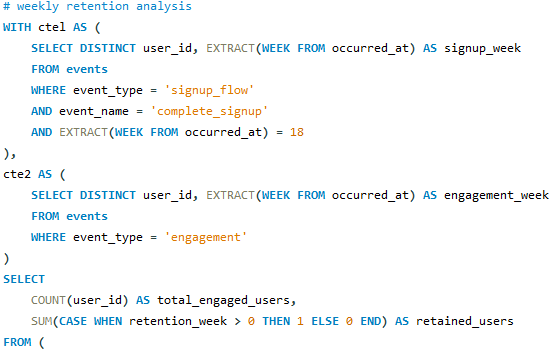 # weekly retention analysis
WITH cte1 AS (
SELECT DISTINCT user_id, EXTRACT(WEEK FROM occurred_at) AS signup_week
FROM events
WHERE event_type = 'signup_flow'
AND event_name = 'complete_signup'
AND EXTRACT(WEEK FROM occurred_at) = 18
),
cte2 AS (
SELECT DISTINCT user_id, EXTRACT(WEEK FROM occurred_at) AS engagement_week
FROM events
WHERE event_type = 'engagement'
)
SELECT
COUNT(user_id) AS total_engaged_users,
SUM(CASE WHEN retention_week > 0 THEN 1 ELSE 0 END) AS retained_users
FROM (